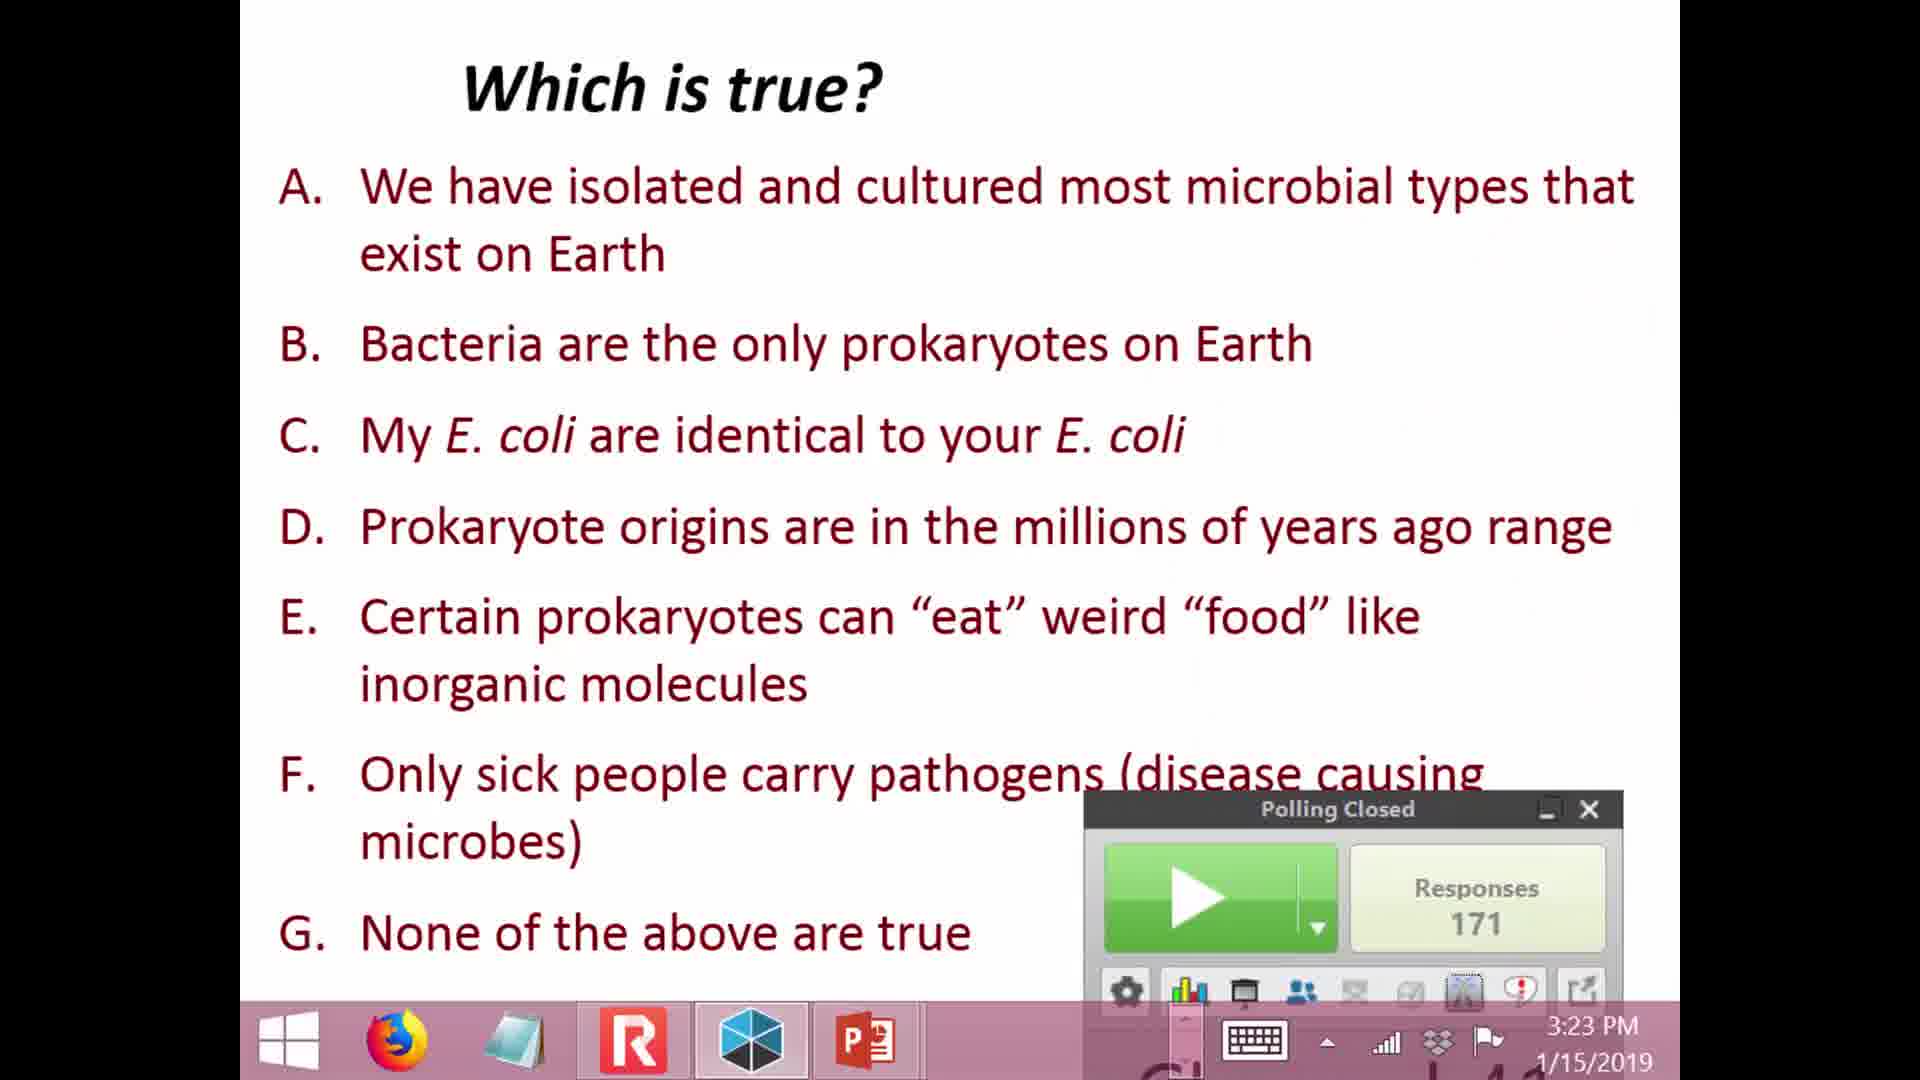 Which is true?
A. We have isolated and cultured most microbial types that
exist on Earth
B. Bacteria are the only prokaryotes on Earth
C. My E. coli are identical to your E. coli
D. Prokaryote origins are in the millions of years ago range
E. Certain prokaryotes can “eat” weird “food” like
inorganic molecules
F. Only sick people carry pathogens (disease causing
microbes)
G. None of the above are true
Polling Closed
Responses
171
3:23 PM
1/15/2019